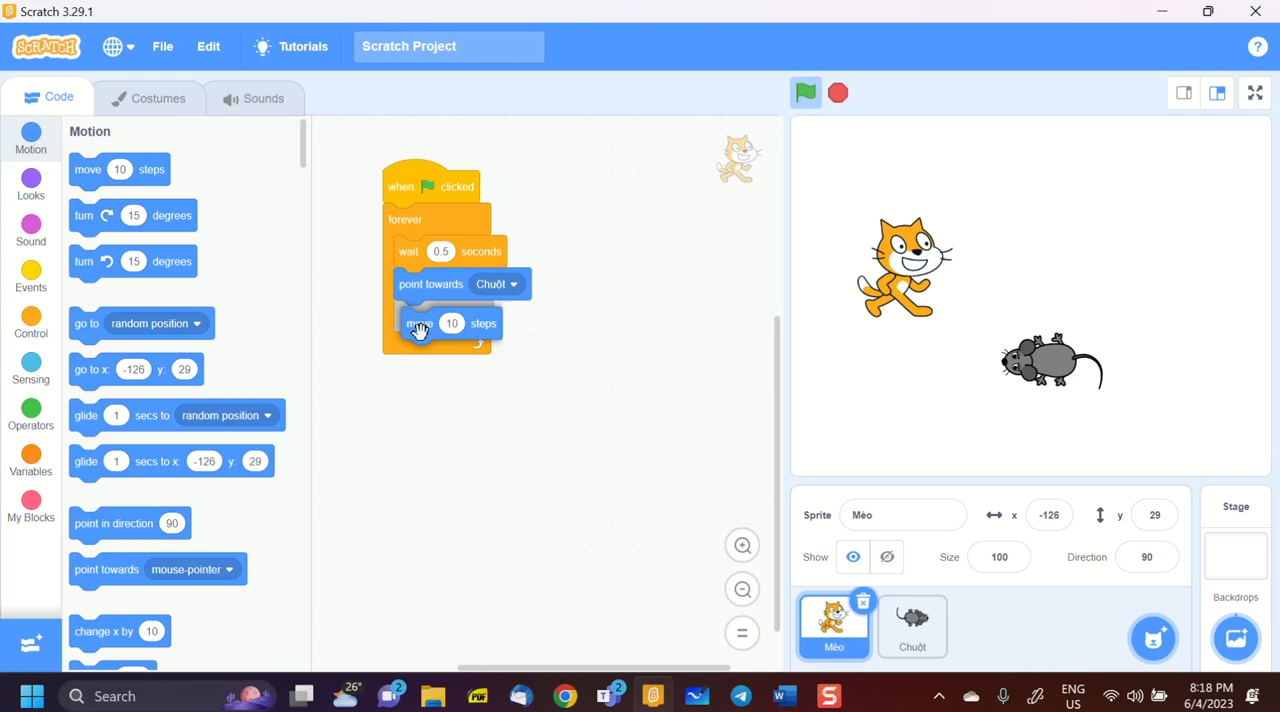 Scratch 3.29.1
SCRATCH
File
Edit
Tutorials
Scratch Project
?
Code
Costumes
Sounds
Motion
Looks
Sound
Events
Control
Sensing
Operators
Variables
My Blocks
Motion
move 10 steps
turn 15 degrees
turn 15 degrees
go to random position
go to x: -126 y: 29
glide 1 secs to random position
glide 1 secs to x: -126 y: 29
point in direction 90
point towards mouse-pointer
change x by 10
when clicked
forever
wait 0.5 seconds
point towards Chuột
move 10 steps
Sprite Mèo x -126 y 29
Show Size 100 Direction 90
Mèo
Chuột
Stage
Backdrops
Search
26°
2
PDF
2
ENG
US
8:18 PM
6/4/2023